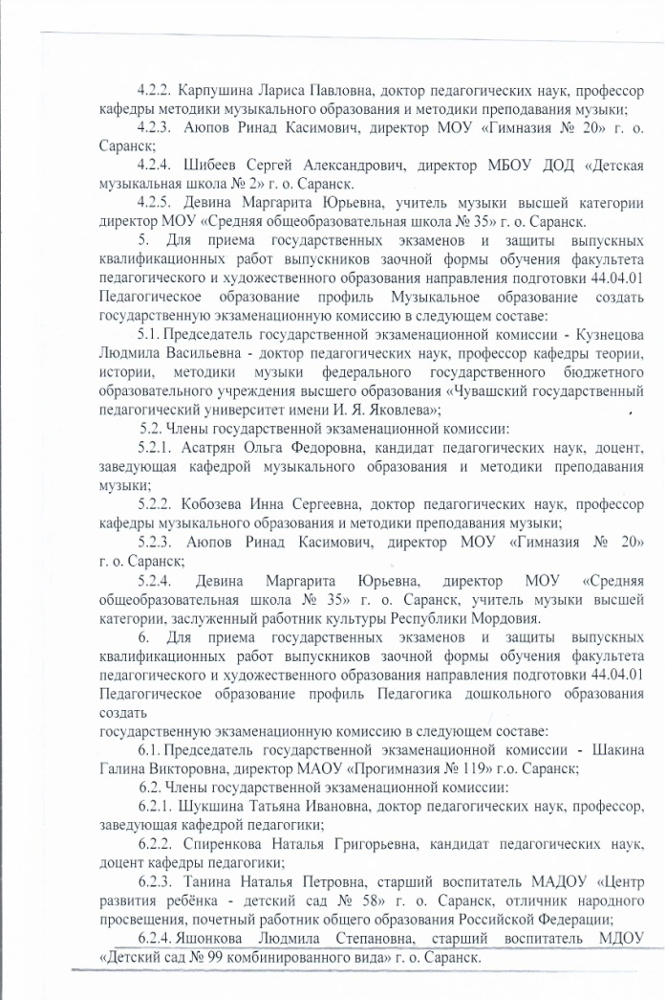 4.2.2. Карпушина Лариса Павловна, доктор педагогических наук, профессор
кафедры методики музыкального образования и методики преподавания музыки;
4.2.3. Аюпов Ринад Касимович, директор МОУ «Гимназия № 20» г. о.
Саранск;
4.2.4. Шибеев Сергей Александрович, директор МБОУ ДОД «Детская
музыкальная школа № 2» г. о. Саранск.
4.2.5. Девина Маргарита Юрьевна, учитель музыки высшей категории
директор МОУ «Средняя общеобразовательная школа № 35» г. о. Саранск.
5. Для приема государственных экзаменов и защиты выпускных
квалификационных работ выпускников заочной формы обучения факультета
педагогического и художественного образования направления подготовки 44.04.01
Педагогическое образование профиль Музыкальное образование создать
государственную экзаменационную комиссию в следующем составе:
5.1. Председатель государственной экзаменационной комиссии - Кузнецова
Людмила Васильевна - доктор педагогических наук, профессор кафедры теории,
истории, методики музыки федерального государственного бюджетного
образовательного учреждения высшего образования «Чувашский государственный
педагогический университет имени И. Я. Яковлева»;
5.2. Члены государственной экзаменационной комиссии:
5.2.1. Асатрян Ольга Федоровна, кандидат педагогических наук, доцент,
заведующая кафедрой музыкального образования и методики преподавания
музыки;
5.2.2. Кобозева Инна Сергеевна, доктор педагогических наук, профессор
кафедры музыкального образования и методики преподавания музыки;
5.2.3. Аюпов Ринад Касимович, директор МОУ «Гимназия № 20»
г. о. Саранск;
5.2.4. Девина Маргарита Юрьевна, директор МОУ «Средняя
общеобразовательная школа № 35» г. о. Саранск, учитель музыки высшей
категории, заслуженный работник культуры Республики Мордовия.
6. Для приема государственных экзаменов и защиты выпускных
квалификационных работ выпускников заочной формы обучения факультета
педагогического и художественного образования направления подготовки 44.04.01
Педагогическое образование профиль Педагогика дошкольного образования
создать
государственную экзаменационную комиссию в следующем составе:
6.1. Председатель государственной экзаменационной комиссии - Шакина
Галина Викторовна, директор МАОУ «Прогимназия № 119» г.о. Саранск;
6.2. Члены государственной экзаменационной комиссии:
6.2.1. Шукшина Татьяна Ивановна, доктор педагогических наук, профессор,
заведующая кафедрой педагогики;
6.2.2. Спиренкова Наталья Григорьевна, кандидат педагогических наук,
доцент кафедры педагогики;
6.2.3. Танина Наталья Петровна, старший воспитатель МАДОУ «Центр
развития ребёнка - детский сад № 58» г. о. Саранск, отличник народного
просвещения, почетный работник общего образования Российской Федерации;
6.2.4. Яшонкова Людмила Степановна, старший воспитатель МДОУ
«Детский сад № 99 комбинированного вида» г. о. Саранск.